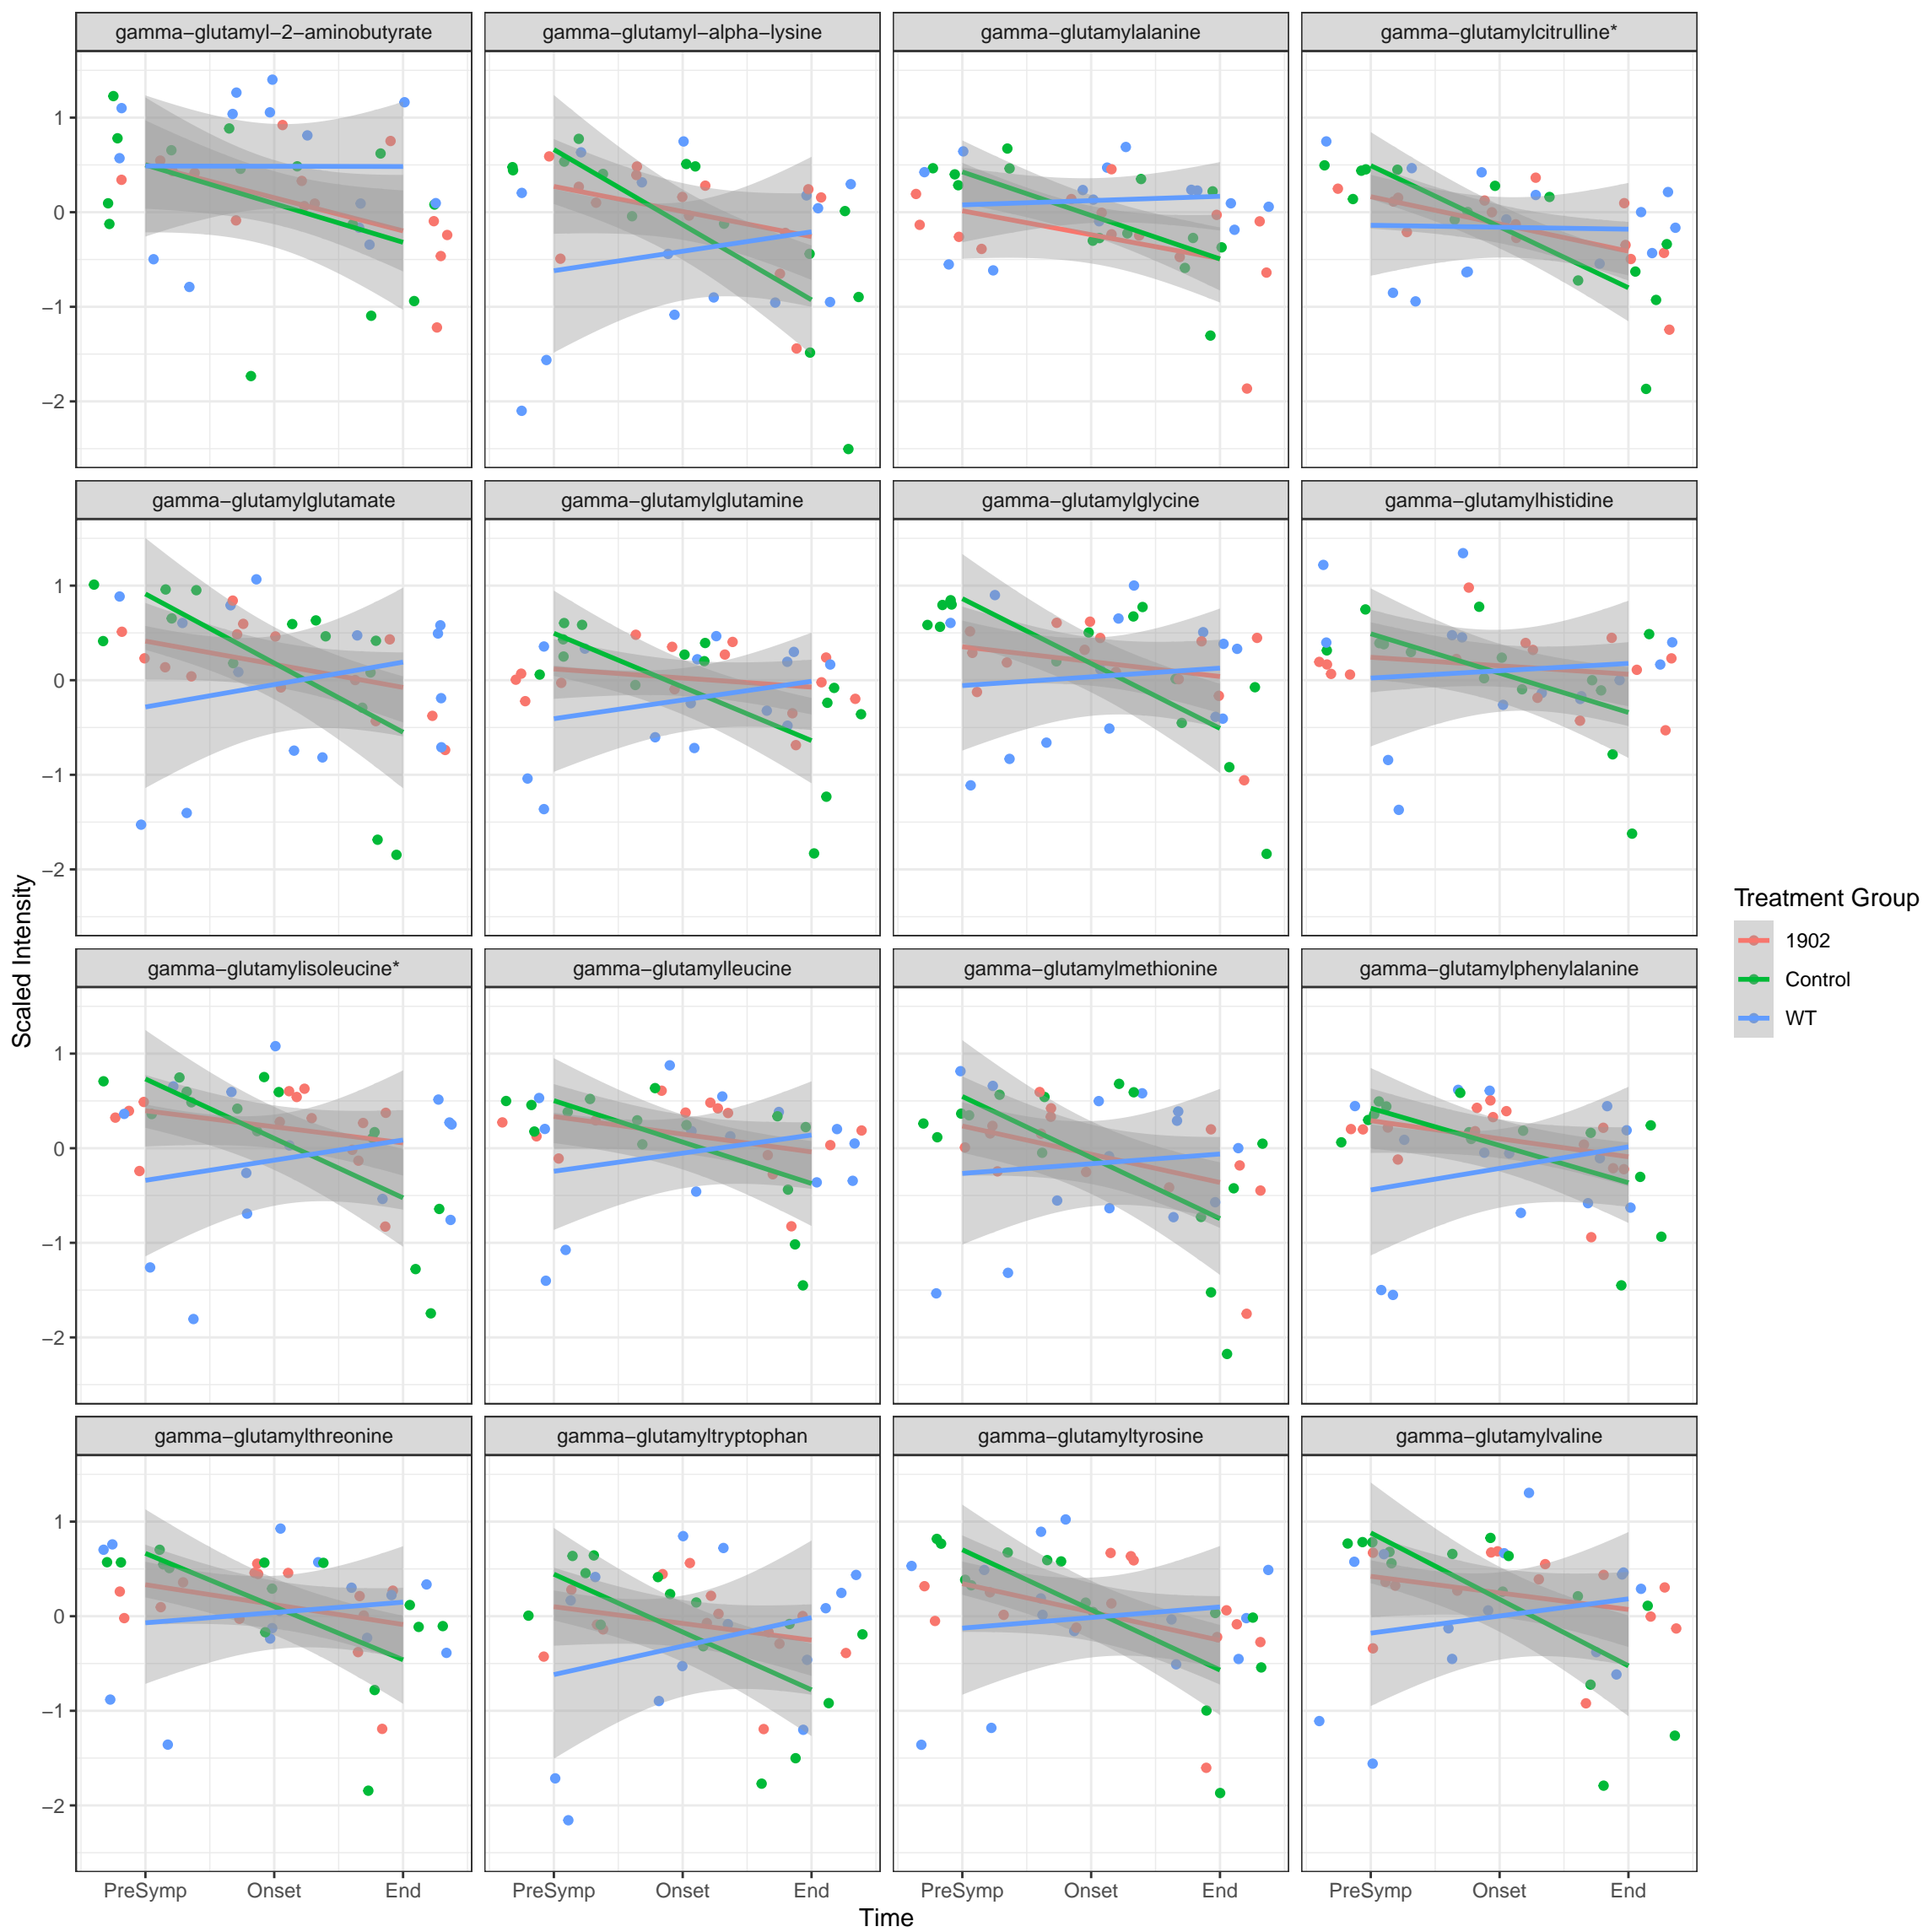 gamma−glutamyl−2−aminobutyrate gamma−glutamyl−alpha−lysine gamma−glutamylalanine gamma−glutamylcitrulline*
1
0
−1
−2
gamma−glutamylglutamate gamma−glutamylglutamine gamma−glutamylglycine gamma−glutamylhistidine
1
0
−1
−2
gamma−glutamylisoleucine* gamma−glutamylleucine gamma−glutamylmethionine gamma−glutamylphenylalanine
1
0
−1
−2
gamma−glutamylthreonine gamma−glutamyltryptophan gamma−glutamyltyrosine gamma−glutamylvaline
1
0
−1
−2
PreSymp Onset End PreSymp Onset End PreSymp Onset End PreSymp Onset End
Time
Scaled Intensity
Treatment Group
1902
Control
WT